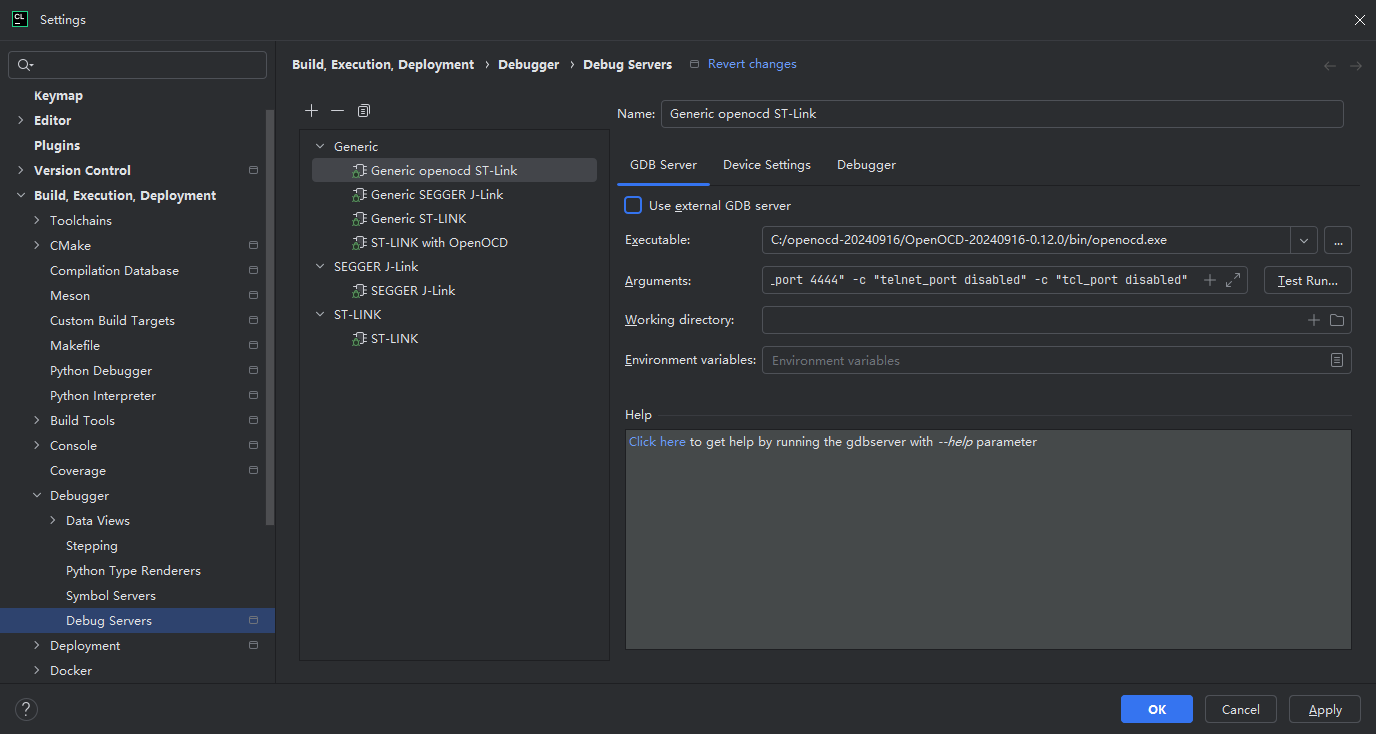 CL
Settings
Keymap
Editor
Plugins
Version Control
Build, Execution, Deployment
Toolchains
CMake
Compilation Database
Meson
Custom Build Targets
Makefile
Python Debugger
Python Interpreter
Build Tools
Console
Coverage
Debugger
Data Views
Stepping
Python Type Renderers
Symbol Servers
Debug Servers
Deployment
Docker
Build, Execution, Deployment › Debugger › Debug Servers Revert changes
Generic
Generic openocd ST-Link
Generic SEGGER J-Link
Generic ST-LINK
ST-LINK with OpenOCD
SEGGER J-Link
SEGGER J-Link
ST-LINK
ST-LINK
Name: Generic openocd ST-Link
GDB Server Device Settings Debugger
Use external GDB server
Executable: C:/openocd-20240916/OpenOCD-20240916-0.12.0/bin/openocd.exe ...
Arguments: _port 4444" -c "telnet_port disabled" -c "tcl_port disabled" Test Run...
Working directory:
Environment variables: Environment variables
Help
Click here to get help by running the gdbserver with --help parameter
?
OK Cancel Apply